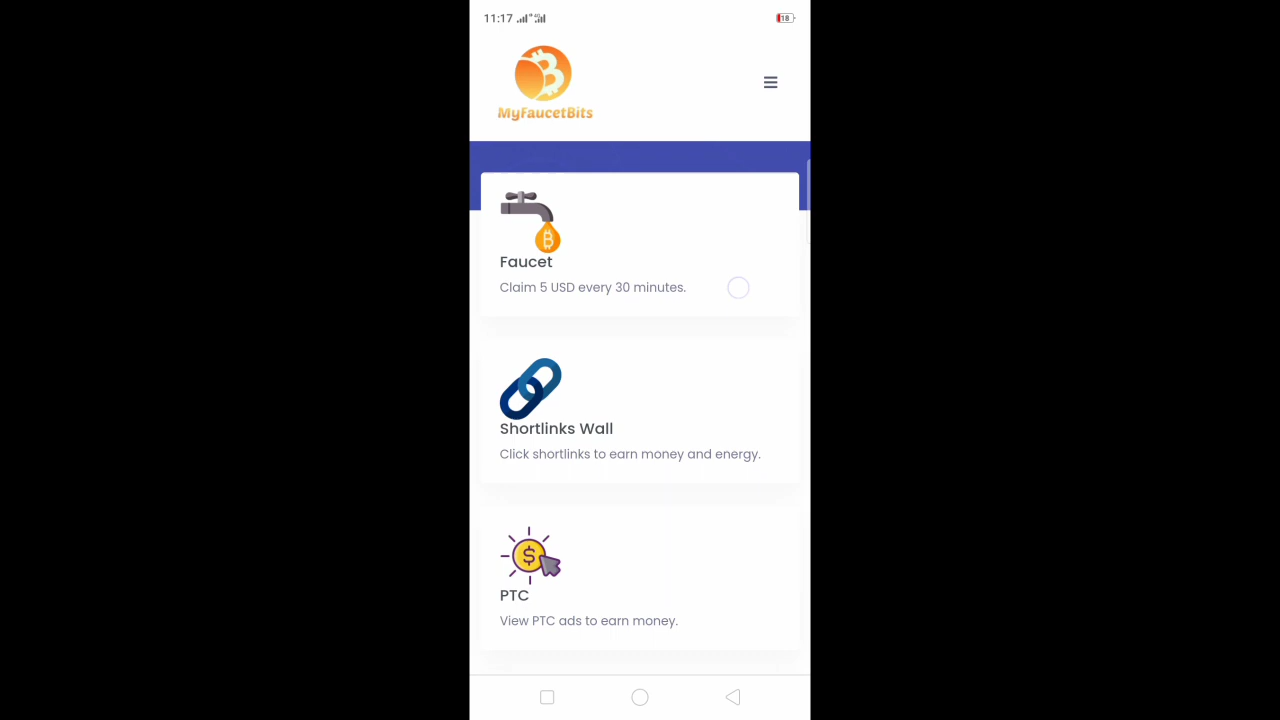 11:17
18
MyFaucetBits
Faucet
Claim 5 USD every 30 minutes.
Shortlinks Wall
Click shortlinks to earn money and energy.
PTC
View PTC ads to earn money.